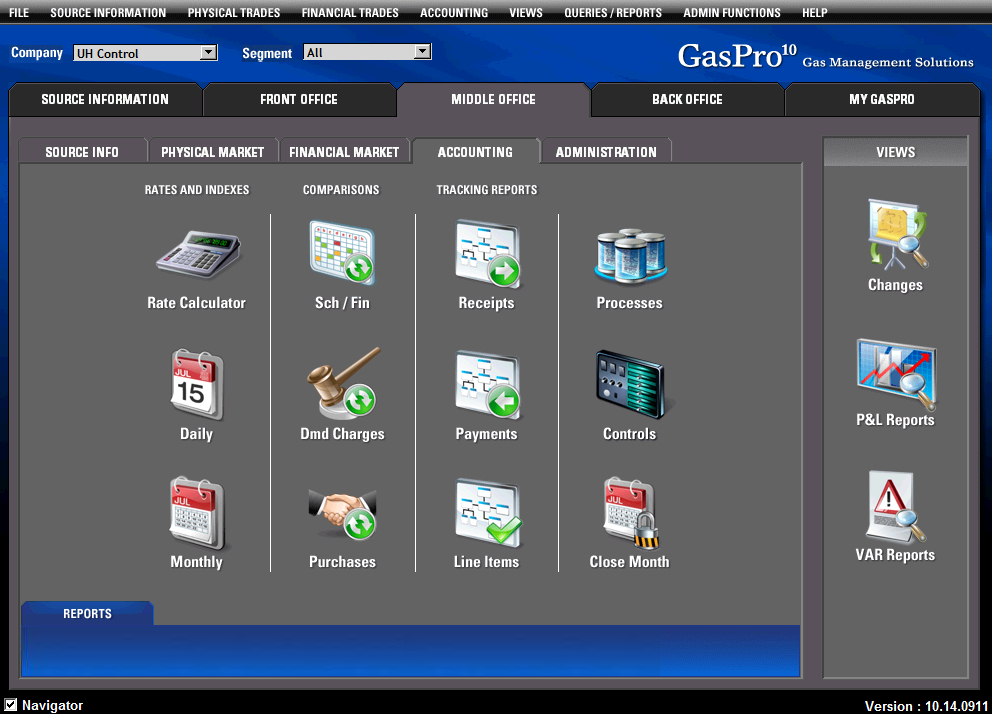 FILE SOURCE INFORMATION PHYSICAL TRADES FINANCIAL TRADES ACCOUNTING VIEWS QUERIES / REPORTS ADMIN FUNCTIONS HELP
Company UH Control Segment All
GasPro10 Gas Management Solutions
SOURCE INFORMATION FRONT OFFICE MIDDLE OFFICE BACK OFFICE MY GASPRO
SOURCE INFO PHYSICAL MARKET FINANCIAL MARKET ACCOUNTING ADMINISTRATION VIEWS
RATES AND INDEXES COMPARISONS TRACKING REPORTS
Rate Calculator Sch / Fin Receipts Processes
Changes
JUL
15
Daily Dmd Charges Payments Controls
P&L Reports
JUL JUL
Monthly Purchases Line Items Close Month
VAR Reports
REPORTS
Navigator Version : 10.14.0911